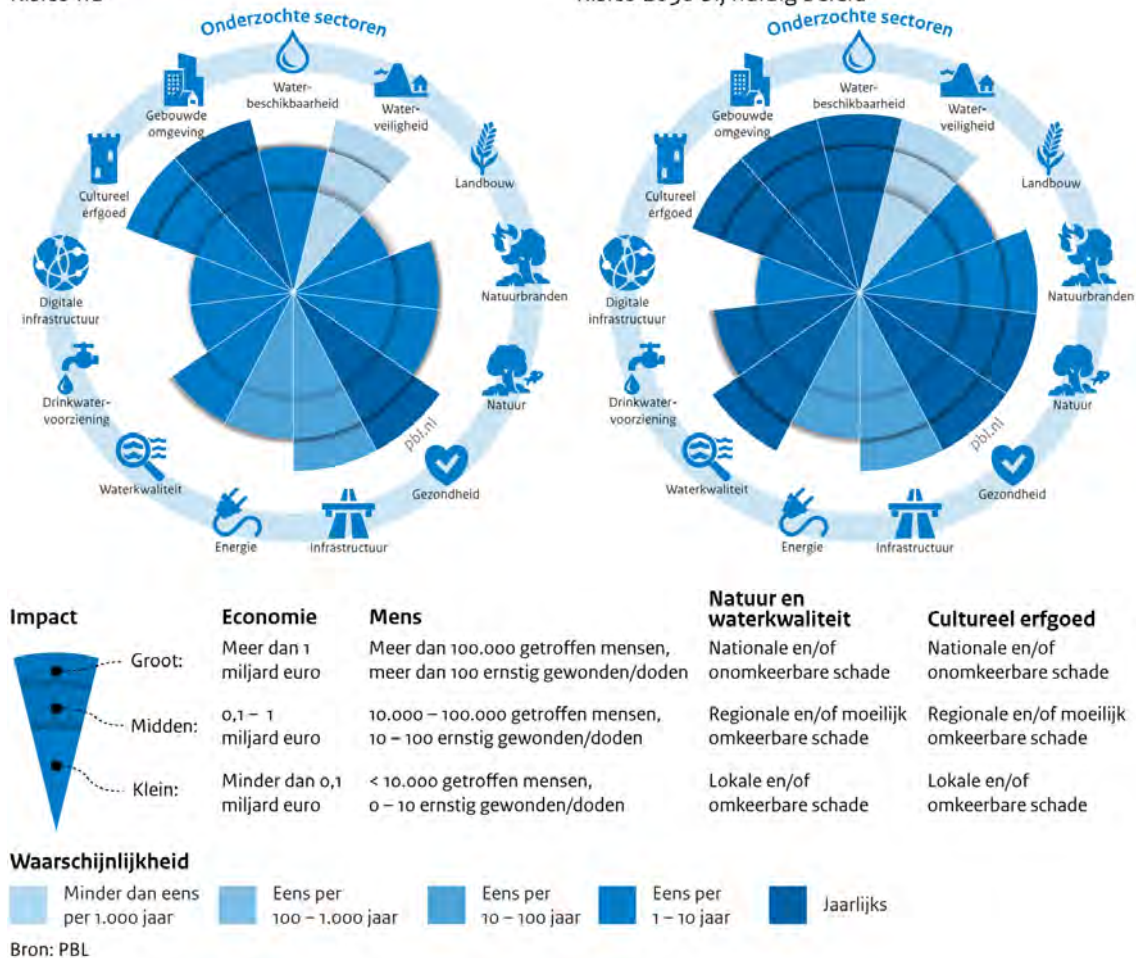 Onderzochte sectoren
Water-
beschikbaarheid
Water-
veiligheid
Landbouw
Natuurbranden
Natuur
Gezondheid
Infrastructuur
Energie
Waterkwaliteit
Drinkwater-
voorziening
Digitale
infrastructuur
Cultureel
erfgoed
Gebouwde
omgeving
pbl.nl
Onderzochte sectoren
Water-
beschikbaarheid
Water-
veiligheid
Landbouw
Natuurbranden
Natuur
Gezondheid
Infrastructuur
Energie
Waterkwaliteit
Drinkwater-
voorziening
Digitale
infrastructuur
Cultureel
erfgoed
Gebouwde
omgeving
pbl.nl
Impact
Economie
Mens
Natuur en
waterkwaliteit
Cultureel erfgoed
Groot:
Meer dan 1
miljard euro
Meer dan 100.000 getroffen mensen,
meer dan 100 ernstig gewonden/doden
Nationale en/of
onomkeerbare schade
Nationale en/of
onomkeerbare schade
Midden:
0,1 – 1
miljard euro
10.000 – 100.000 getroffen mensen,
10 – 100 ernstig gewonden/doden
Regionale en/of moeilijk
omkeerbare schade
Regionale en/of moeilijk
omkeerbare schade
Klein:
Minder dan 0,1
miljard euro
< 10.000 getroffen mensen,
0 – 10 ernstig gewonden/doden
Lokale en/of
omkeerbare schade
Lokale en/of
omkeerbare schade
Waarschijnlijkheid
Minder dan eens
per 1.000 jaar
Eens per
100 – 1.000 jaar
Eens per
10 – 100 jaar
Eens per
1 – 10 jaar
Jaarlijks
Bron: PBL